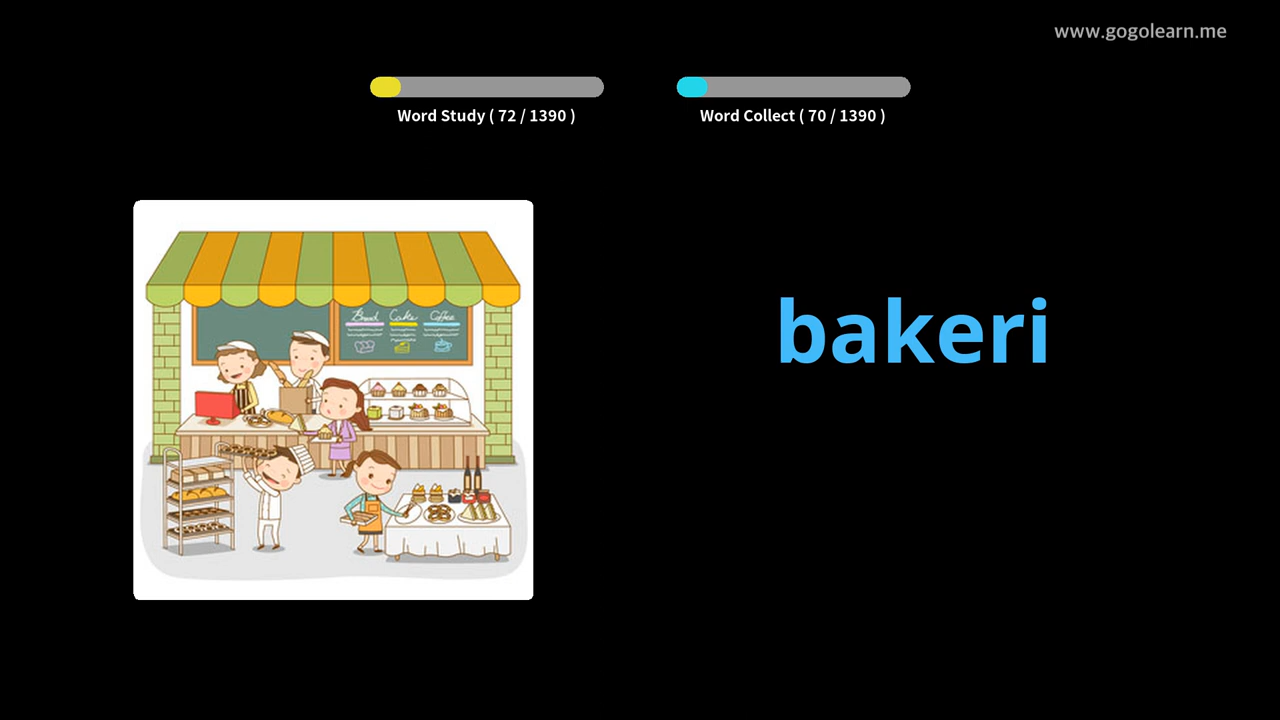 www.gogolearn.me
Word Study ( 72 / 1390 )
Word Collect ( 70 / 1390 )
bakeri
Bread Cake Coffee